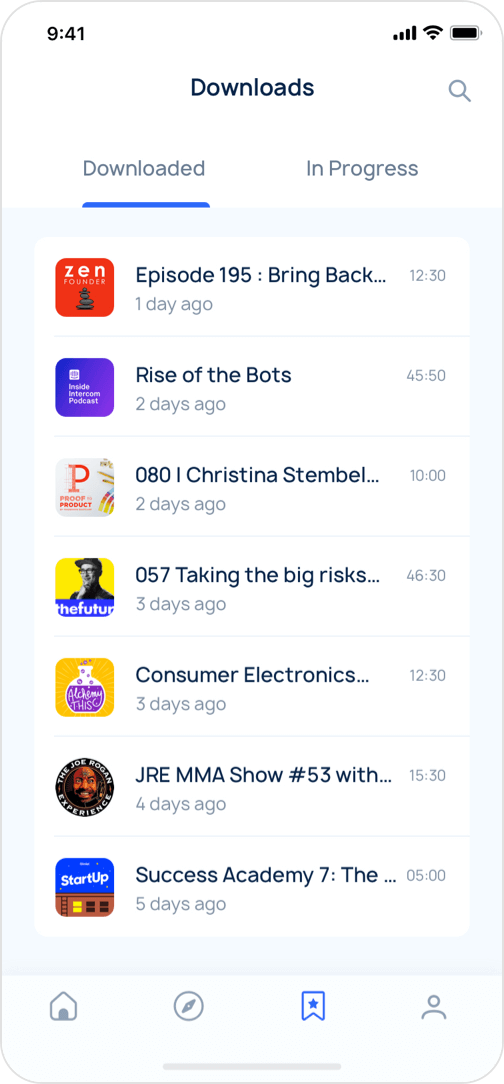 9:41
Downloads
Downloaded
In Progress
zen
FOUNDER
Episode 195 : Bring Back...
12:30
1 day ago
Inside
Intercom
Podcast
Rise of the Bots
45:50
2 days ago
P
PROOF TO
PRODUCT
080 I Christina Stembel...
10:00
2 days ago
thefutur
057 Taking the big risks...
46:30
3 days ago
Alchemy
THIS
Consumer Electronics...
12:30
3 days ago
THE JOE ROGAN
EXPERIENCE
JRE MMA Show #53 with...
15:30
4 days ago
StartUp
Success Academy 7: The ...
05:00
5 days ago